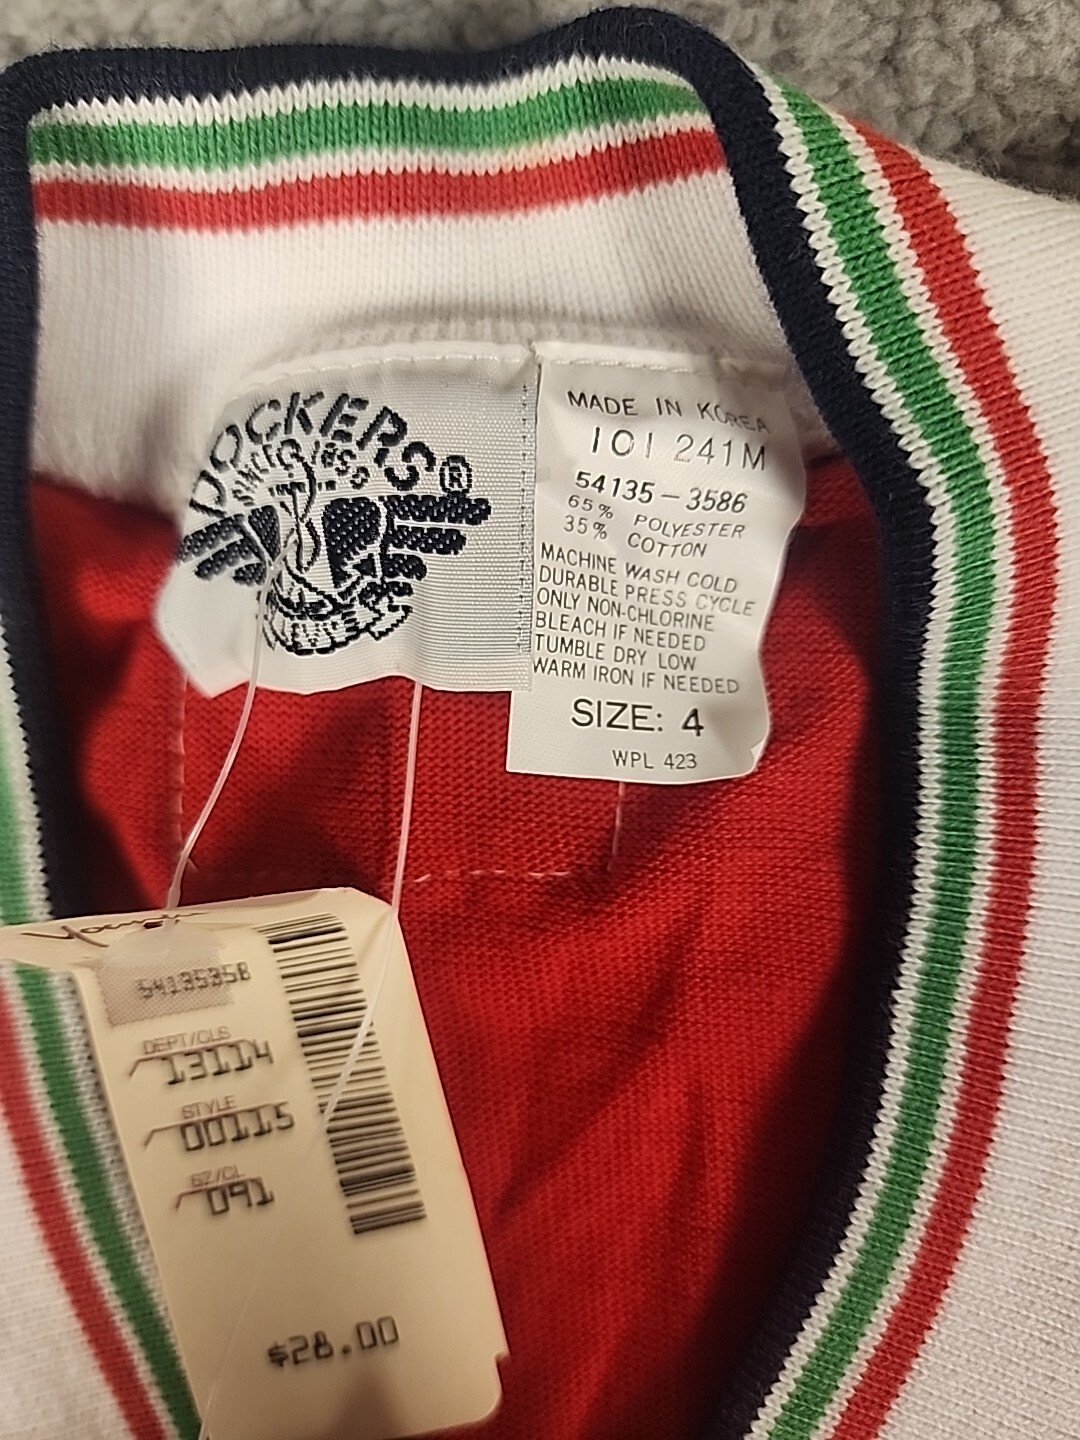 DOCKERS®
LEVI'S
MADE IN KOREA
101 241M
54135-3586
65% POLYESTER
35% COTTON
MACHINE WASH COLD
DURABLE PRESS CYCLE
ONLY NON-CHLORINE
BLEACH IF NEEDED
TUMBLE DRY LOW
WARM IRON IF NEEDED
SIZE: 4
WPL 423
54135358
DEPT/CLS
13114
STYLE
00115
SZ/CL
091
$28.00